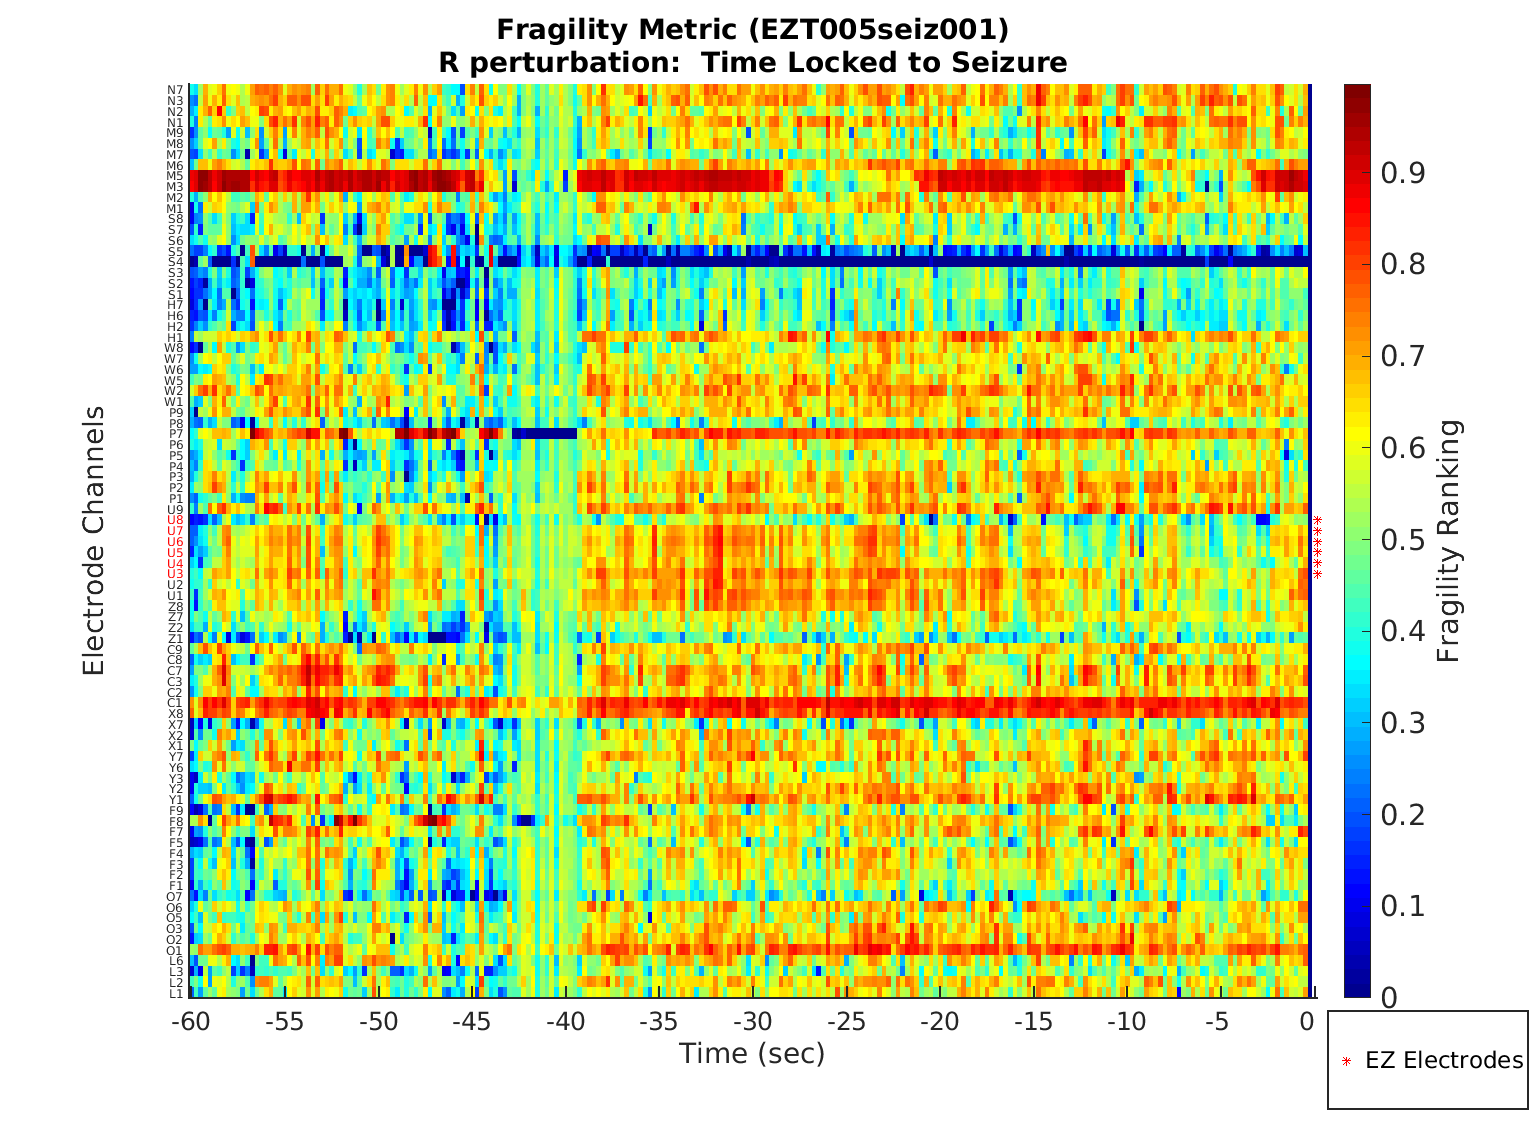 Fragility Metric (EZT005seiz001)
R perturbation:  Time Locked to Seizure
Electrode Channels
N7
N3
N2
N1
M9
M8
M7
M6
M5
M3
M2
M1
S8
S7
S6
S5
S4
S3
S2
S1
H7
H6
H2
H1
W8
W7
W6
W5
W2
W1
P9
P8
P7
P6
P5
P4
P3
P2
P1
U9
U8
U7
U6
U5
U4
U3
U2
U1
Z8
Z7
Z2
Z1
C9
C8
C7
C3
C2
C1
X8
X7
X2
X1
Y7
Y6
Y3
Y2
Y1
F9
F8
F7
F5
F4
F3
F2
F1
O7
O6
O5
O3
O2
O1
L6
L3
L2
L1
-60 -55 -50 -45 -40 -35 -30 -25 -20 -15 -10 -5 0
Time (sec)
0.9
0.8
0.7
0.6
0.5
0.4
0.3
0.2
0.1
0
Fragility Ranking
* EZ Electrodes